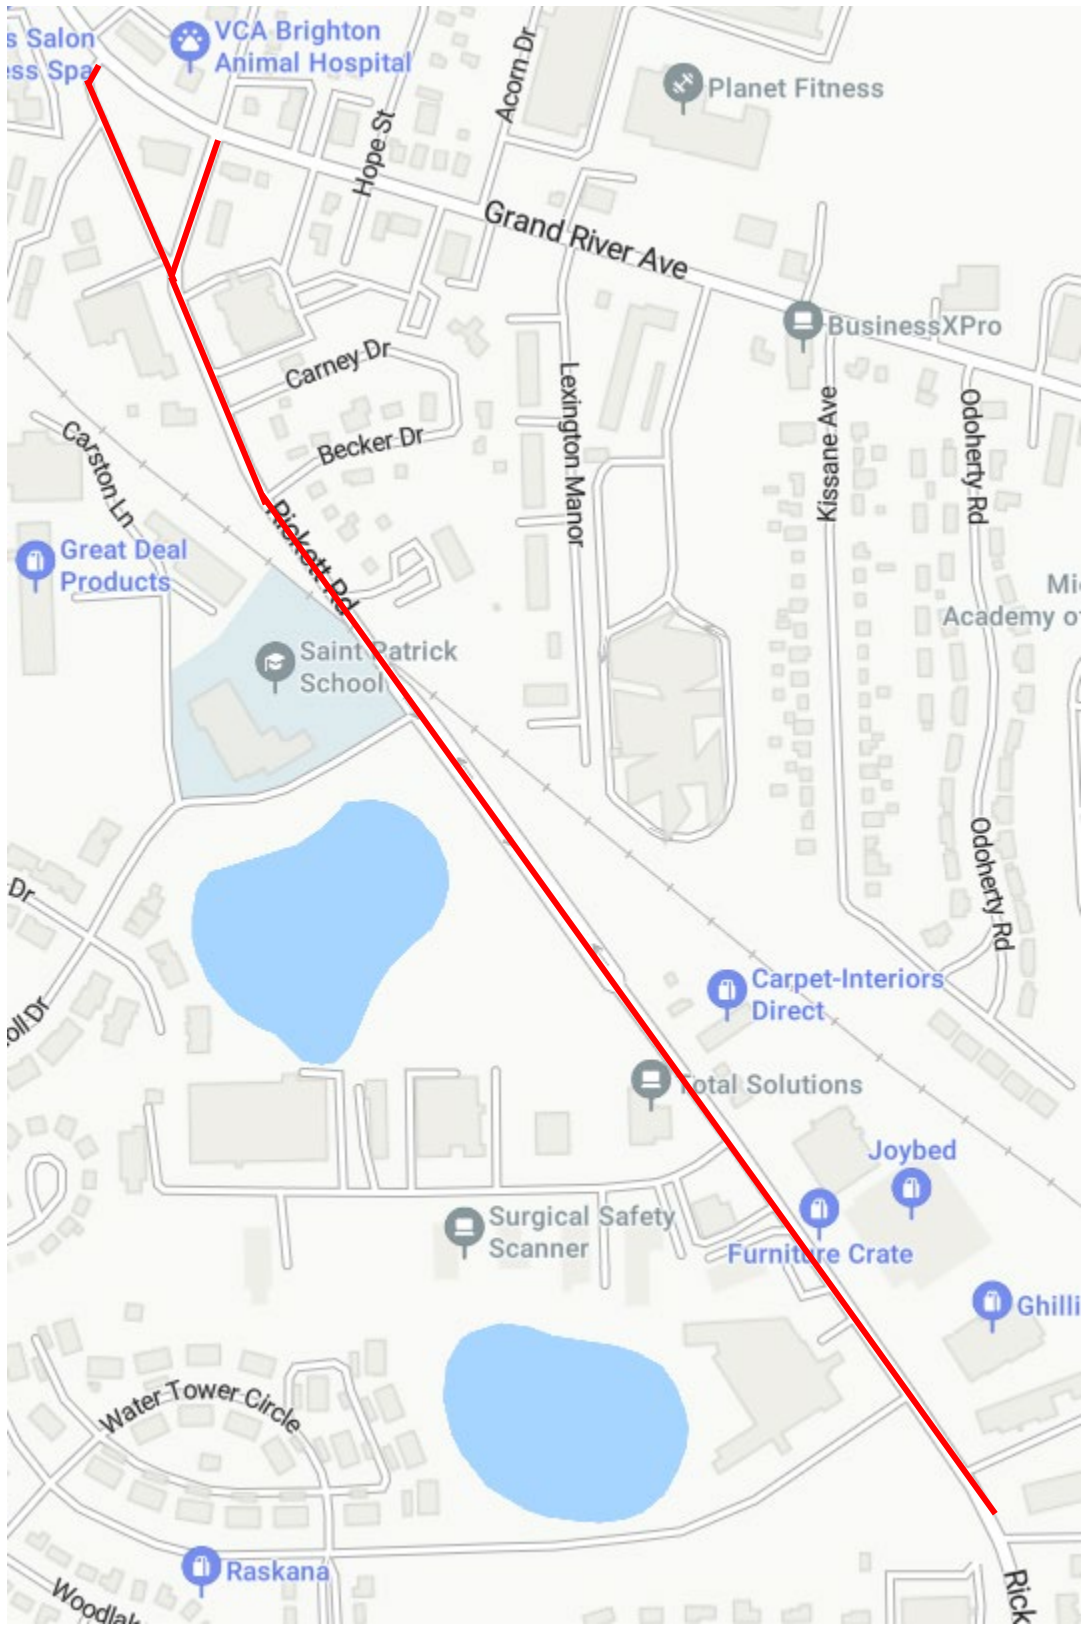 s Salon
ess Spa
VCA Brighton
Animal Hospital
Acorn Dr
Planet Fitness
Hope St
Grand River Ave
BusinessXPro
Carney Dr
Becker Dr
Lexington Manor
Kissane Ave
Odoherty Rd
Carston Ln
Rickett Rd
Great Deal
Products
Mi
Academy of
Saint Patrick
School
Odoherty Rd
Dr
oll Dr
Carpet-Interiors
Direct
Total Solutions
Joybed
Surgical Safety
Scanner
Furniture Crate
Ghilli
Water Tower Circle
Raskana
Woodlak
Rick